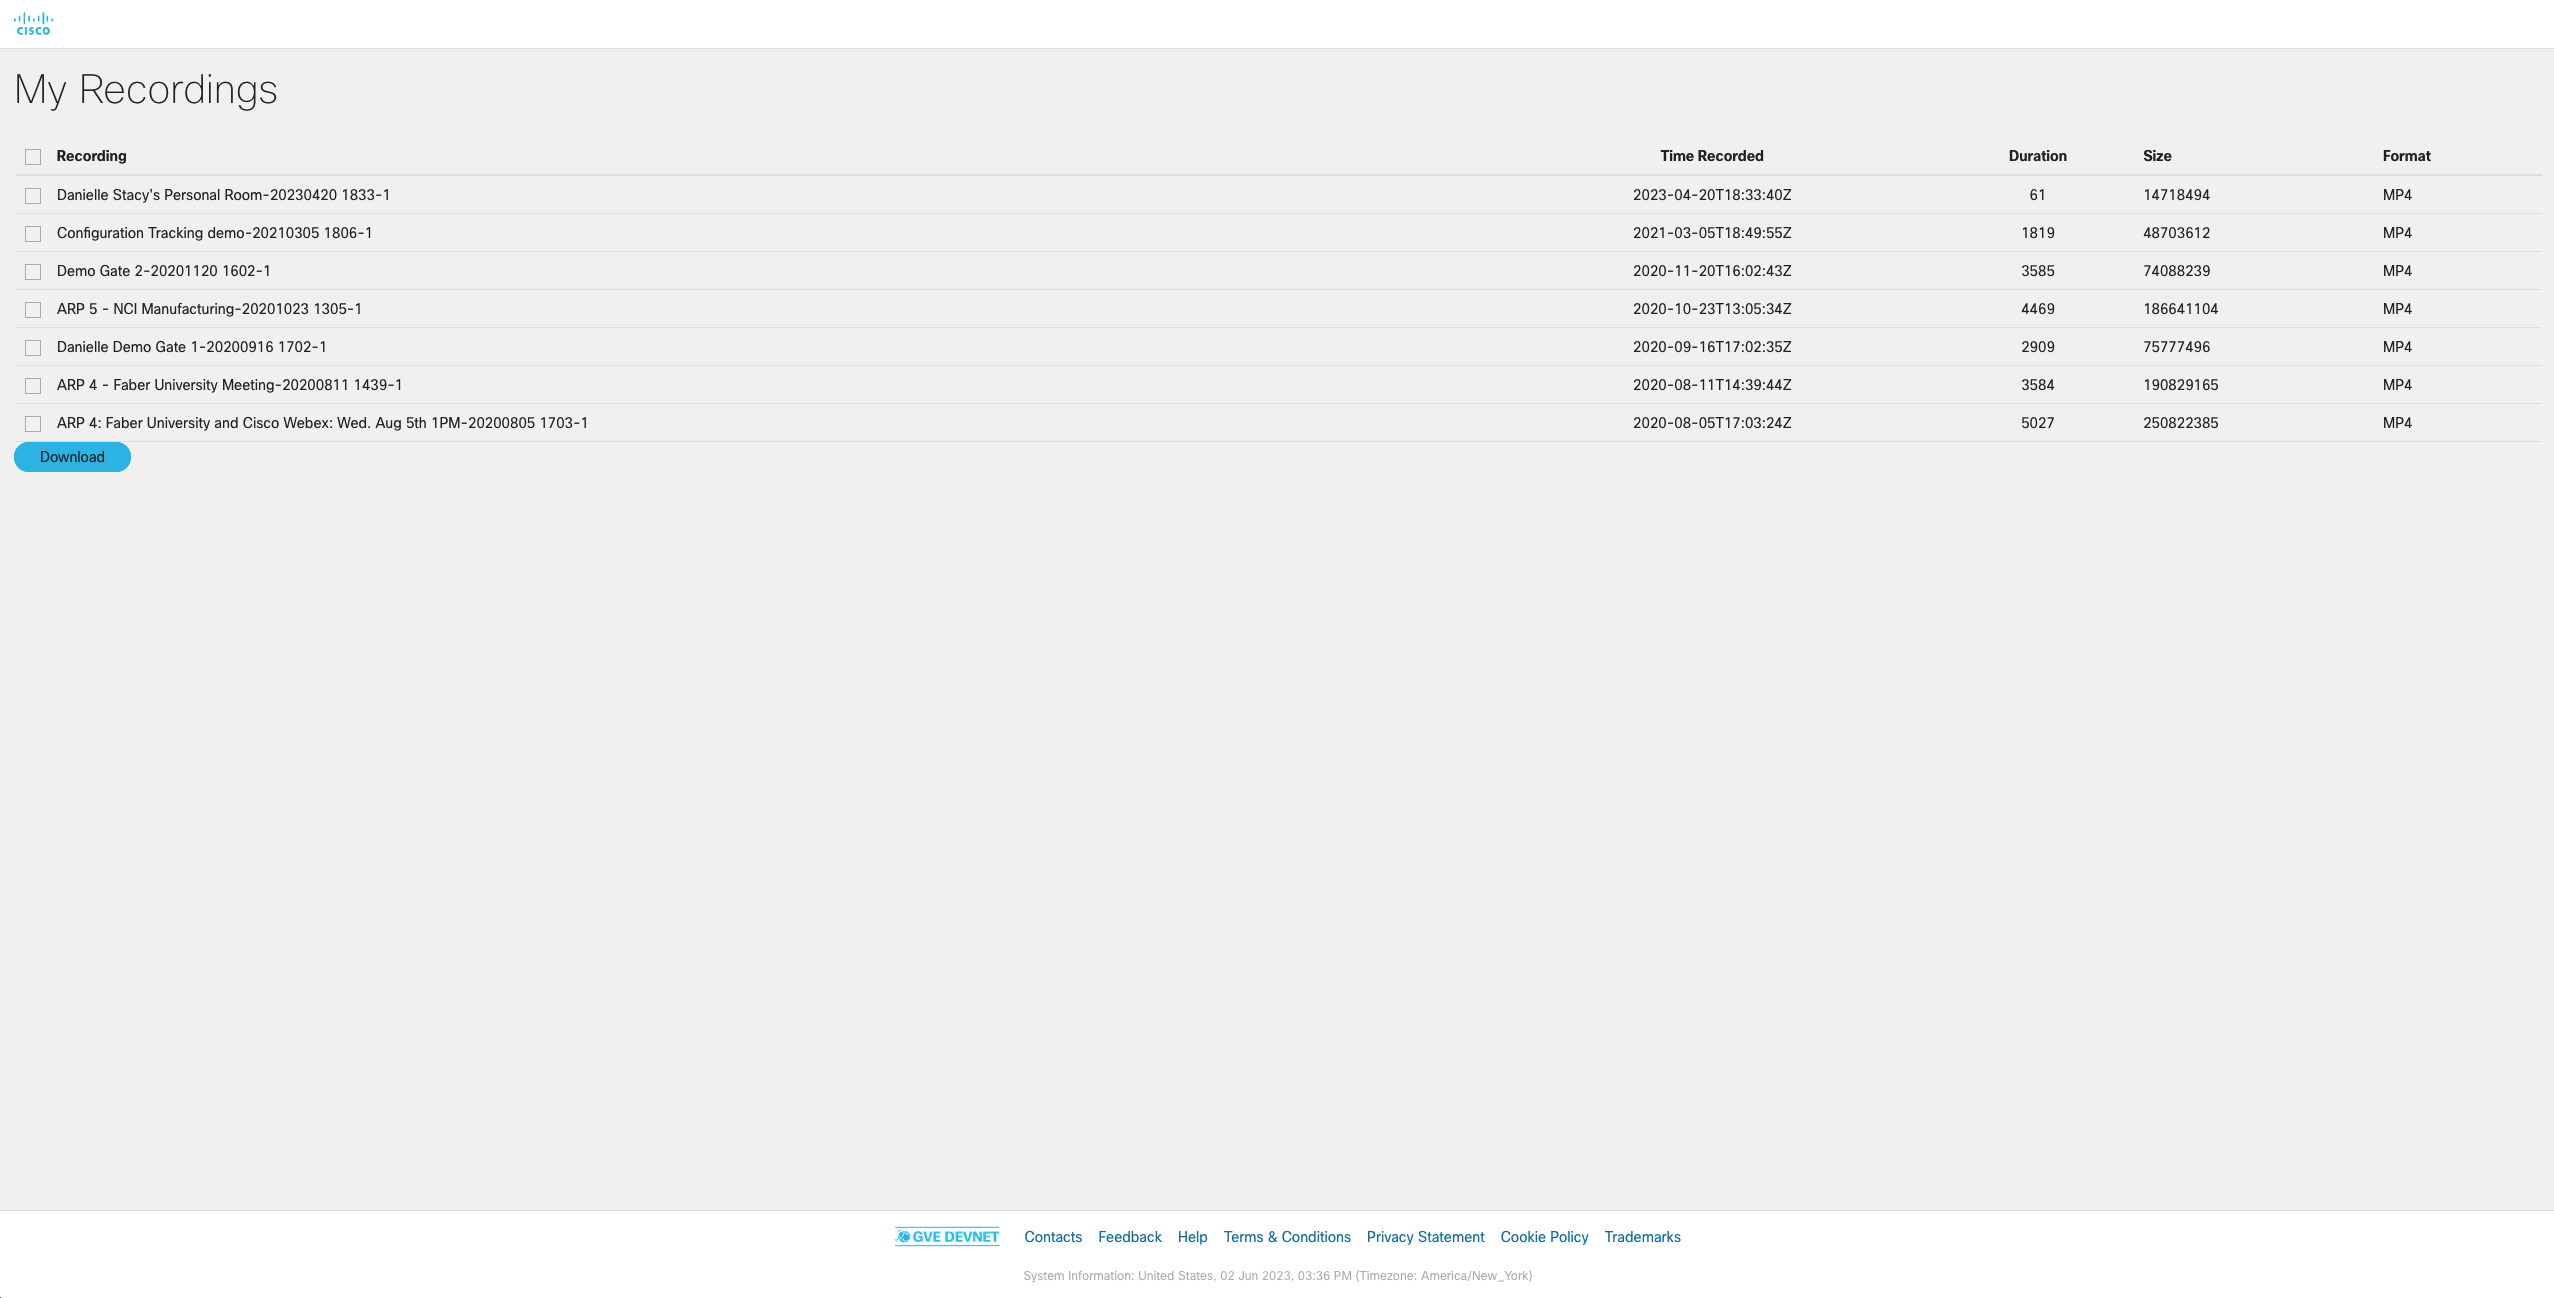 CISCO
My Recordings
Recording Time Recorded Duration Size Format
Danielle Stacy's Personal Room-20230420 1833-1 2023-04-20T18:33:40Z 61 14718494 MP4
Configuration Tracking demo-20210305 1806-1 2021-03-05T18:49:55Z 1819 48703612 MP4
Demo Gate 2-20201120 1602-1 2020-11-20T16:02:43Z 3585 74088239 MP4
ARP 5 - NCI Manufacturing-20201023 1305-1 2020-10-23T13:05:34Z 4469 186641104 MP4
Danielle Demo Gate 1-20200916 1702-1 2020-09-16T17:02:35Z 2909 75777496 MP4
ARP 4 - Faber University Meeting-20200811 1439-1 2020-08-11T14:39:44Z 3584 190829165 MP4
ARP 4: Faber University and Cisco Webex: Wed. Aug 5th 1PM-20200805 1703-1 2020-08-05T17:03:24Z 5027 250822385 MP4
Download
GVE DEVNET Contacts Feedback Help Terms & Conditions Privacy Statement Cookie Policy Trademarks
System Information: United States, 02 Jun 2023, 03:36 PM (Timezone: America/New_York)